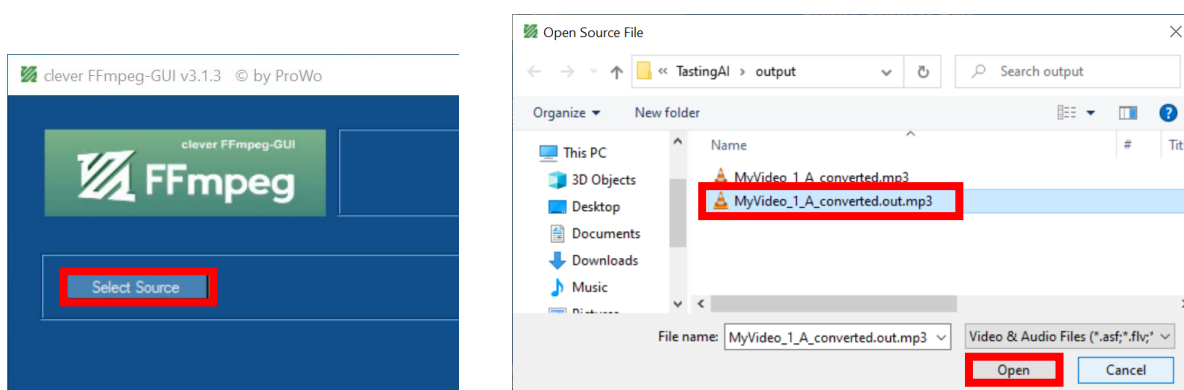 clever FFmpeg-GUI v3.1.3 © by ProWo
clever FFmpeg-GUI
FFmpeg
Select Source
Open Source File
« TastingAI › output
Search output
Organize
New folder
This PC
3D Objects
Desktop
Documents
Downloads
Music
Pictures
Name
#
Tit
MyVideo_1_A_converted.mp3
MyVideo_1_A_converted.out.mp3
File name:
MyVideo_1_A_converted.out.mp3
Video & Audio Files (*.asf;*.flv;*
Open
Cancel